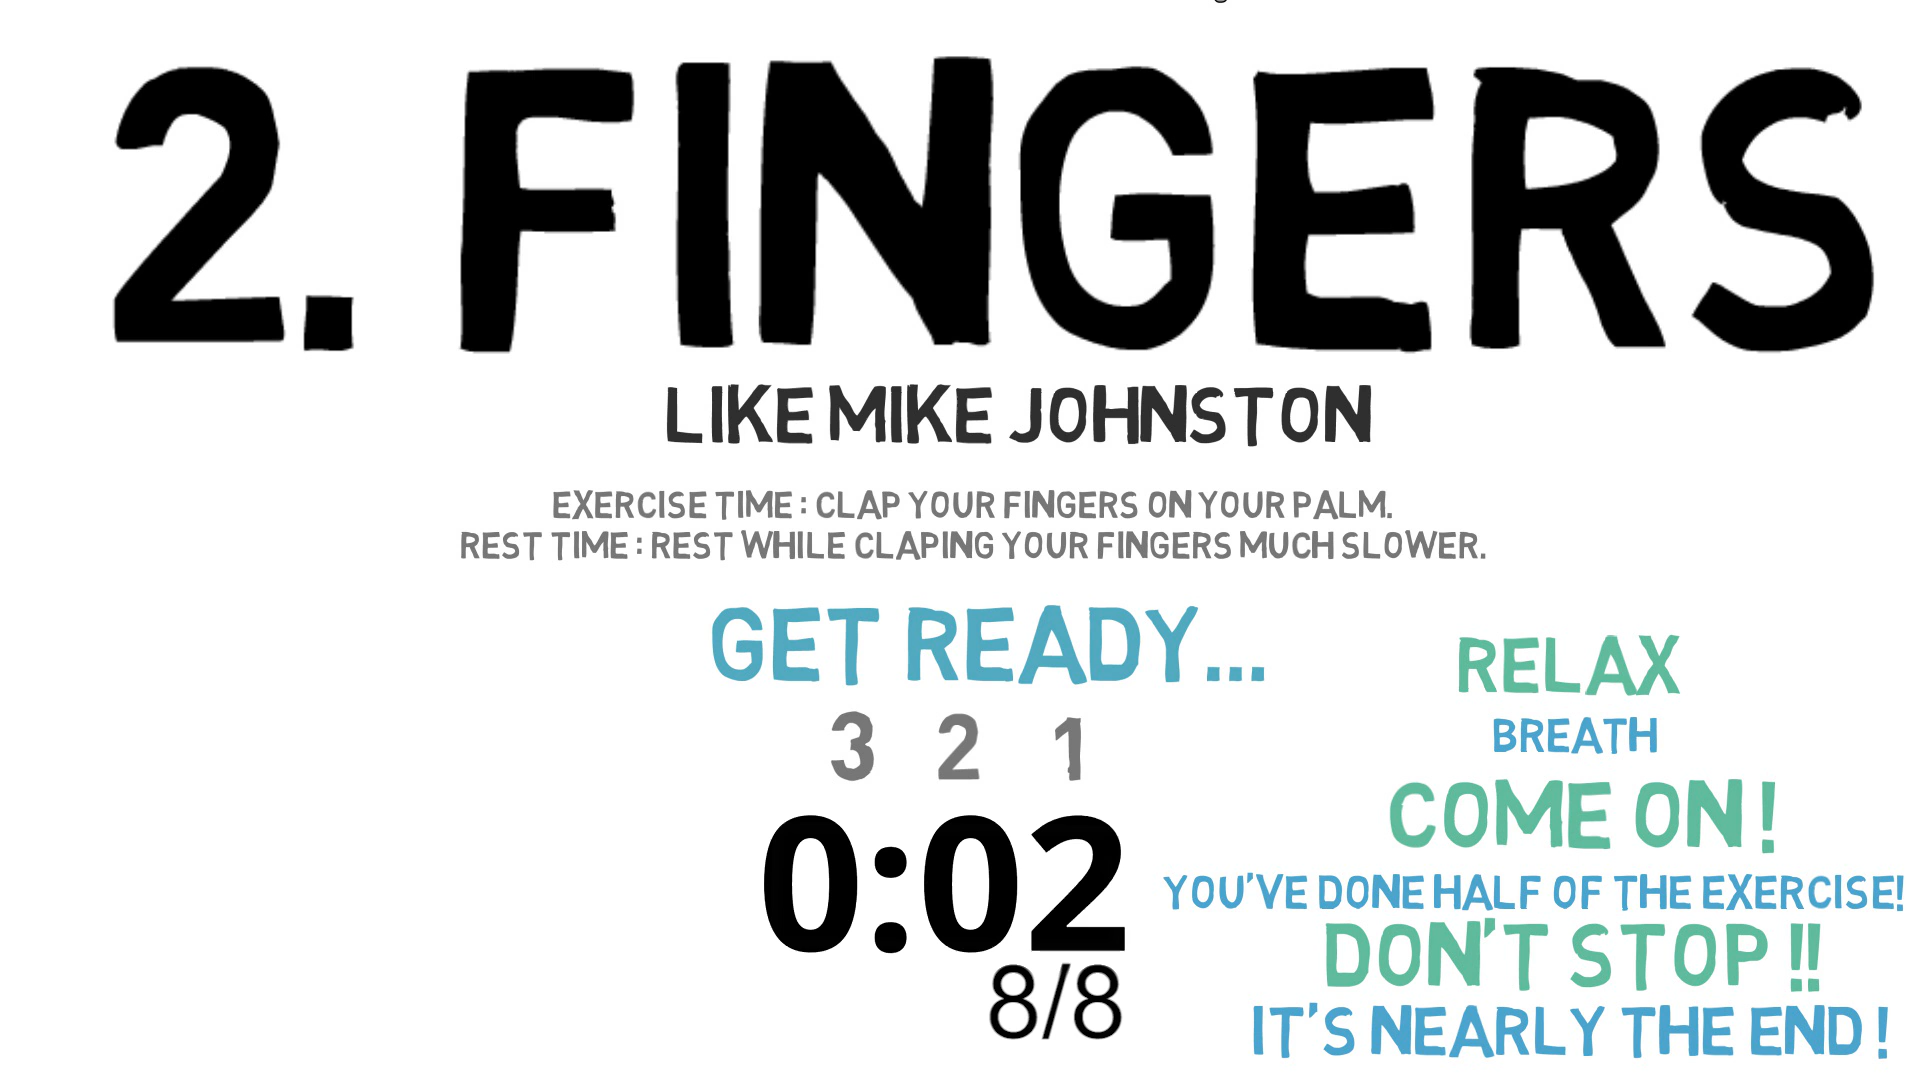 2. FINGERS
LIKE MIKE JOHNSTON
EXERCISE TIME : CLAP YOUR FINGERS ON YOUR PALM.
REST TIME : REST WHILE CLAPING YOUR FINGERS MUCH SLOWER.
GET READY...
3 2 1
0:02
8/8
RELAX
BREATH
COME ON !
YOU'VE DONE HALF OF THE EXERCISE!
DON'T STOP !!
IT'S NEARLY THE END !